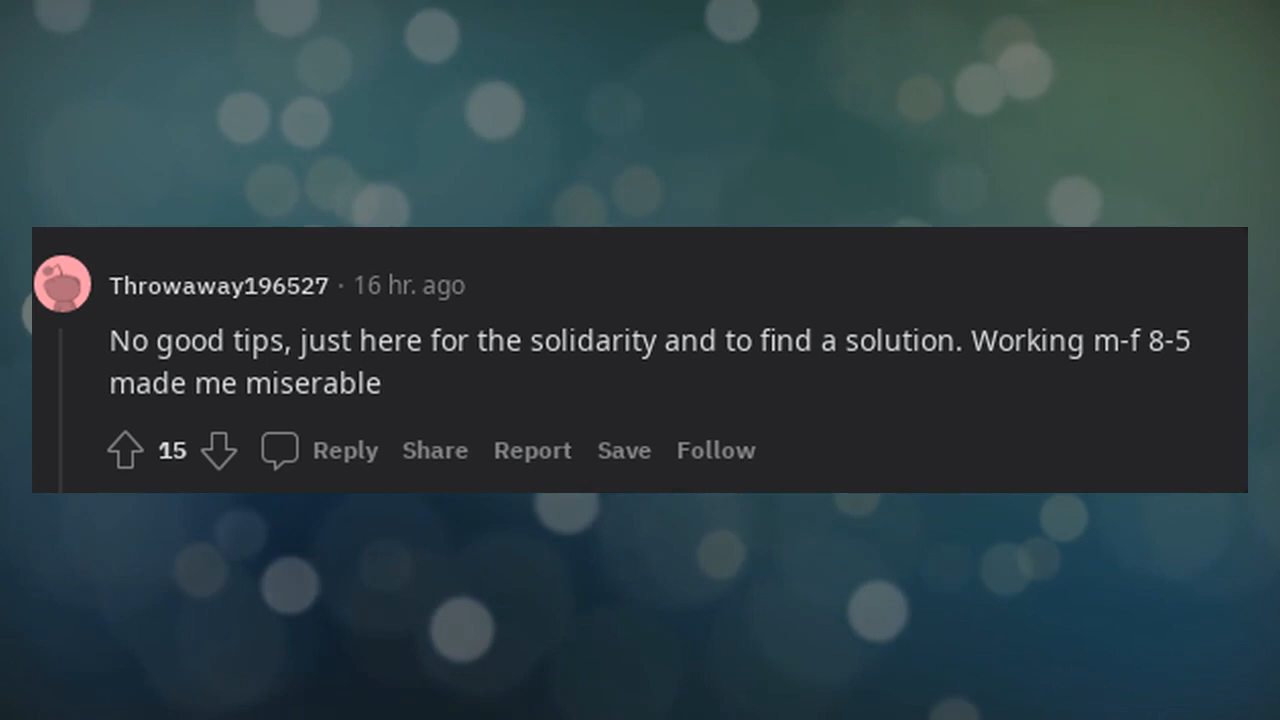 Throwaway196527 · 16 hr. ago
No good tips, just here for the solidarity and to find a solution. Working m-f 8-5
made me miserable
15 Reply Share Report Save Follow